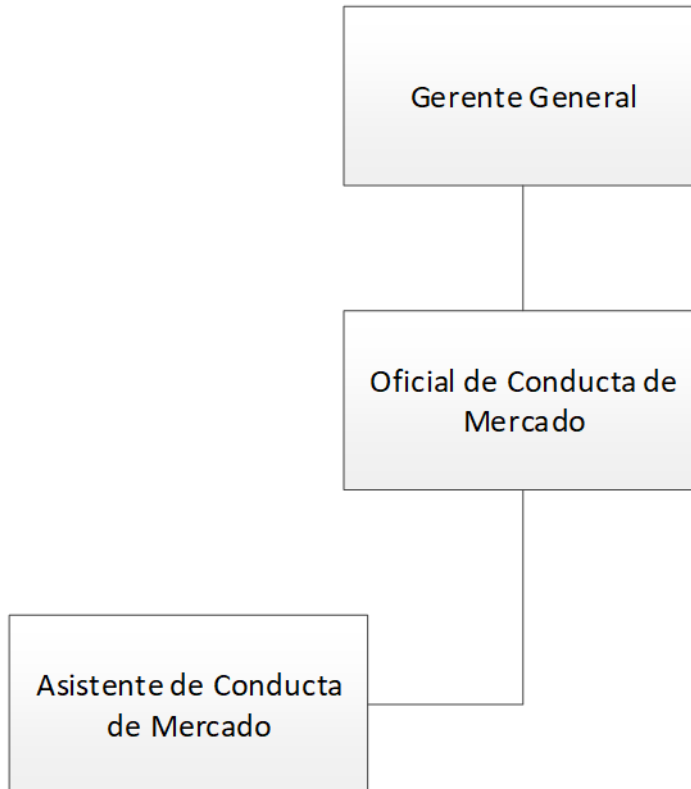 Gerente General
Oficial de Conducta de
Mercado
Asistente de Conducta
de Mercado